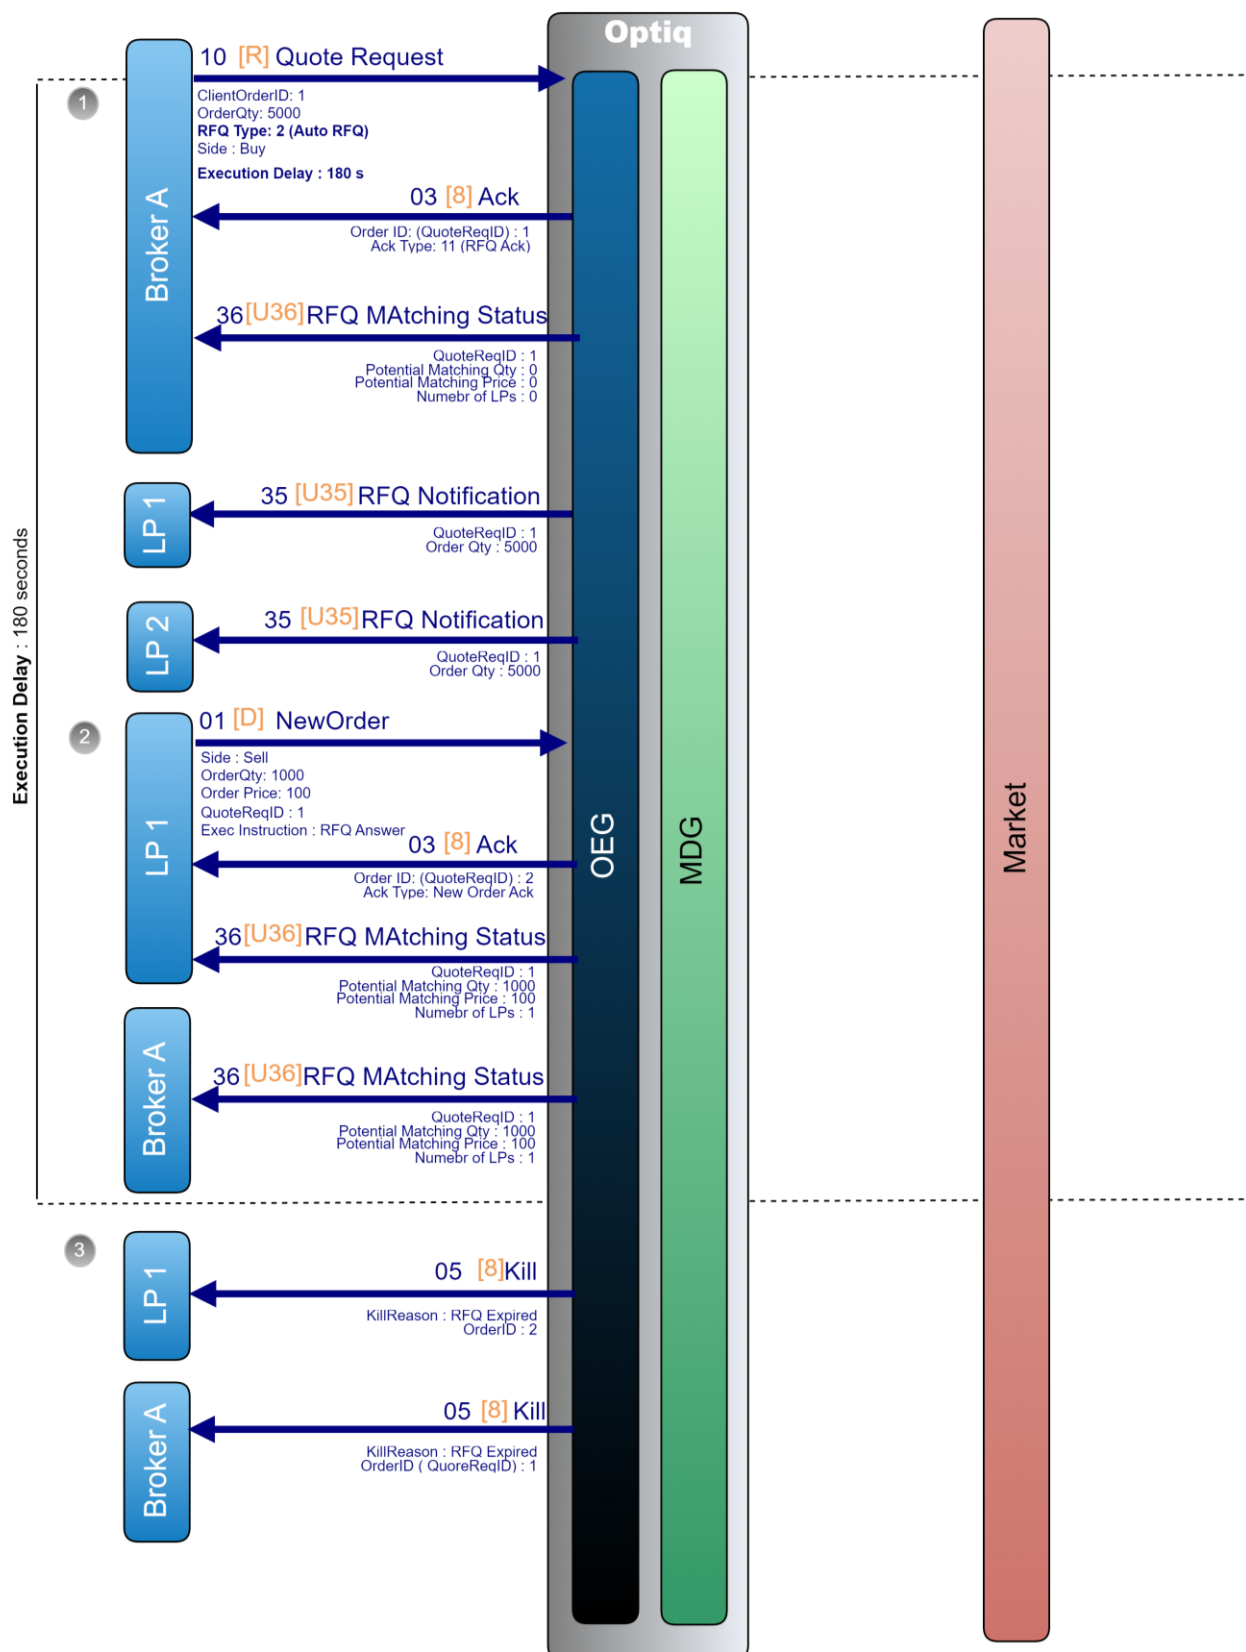 Optiq
10 [R] Quote Request
1
ClientOrderID: 1
OrderQty: 5000
RFQ Type: 2 (Auto RFQ)
Side : Buy
Execution Delay : 180 s
Broker A
03 [8] Ack
Order ID: (QuoteReqID) : 1
Ack Type: 11 (RFQ Ack)
36 [U36] RFQ MAtching Status
QuoteReqID : 1
Potential Matching Qty : 0
Potential Matching Price : 0
Numebr of LPs : 0
LP 1
35 [U35] RFQ Notification
QuoteReqID : 1
Order Qty : 5000
Execution Delay : 180 seconds
LP 2
35 [U35] RFQ Notification
QuoteReqID : 1
Order Qty : 5000
2
01 [D] NewOrder
Side : Sell
OrderQty: 1000
Order Price: 100
QuoteReqID : 1
Exec Instruction : RFQ Answer
LP 1
OEG
MDG
Market
03 [8] Ack
Order ID: (QuoteReqID) : 2
Ack Type: New Order Ack
36 [U36] RFQ MAtching Status
QuoteReqID : 1
Potential Matching Qty : 1000
Potential Matching Price : 100
Numebr of LPs : 1
Broker A
36 [U36] RFQ MAtching Status
QuoteReqID : 1
Potential Matching Qty : 1000
Potential Matching Price : 100
Numebr of LPs : 1
3
LP 1
05 [8] Kill
KillReason : RFQ Expired
OrderID : 2
Broker A
05 [8] Kill
KillReason : RFQ Expired
OrderID ( QuoreReqID) : 1